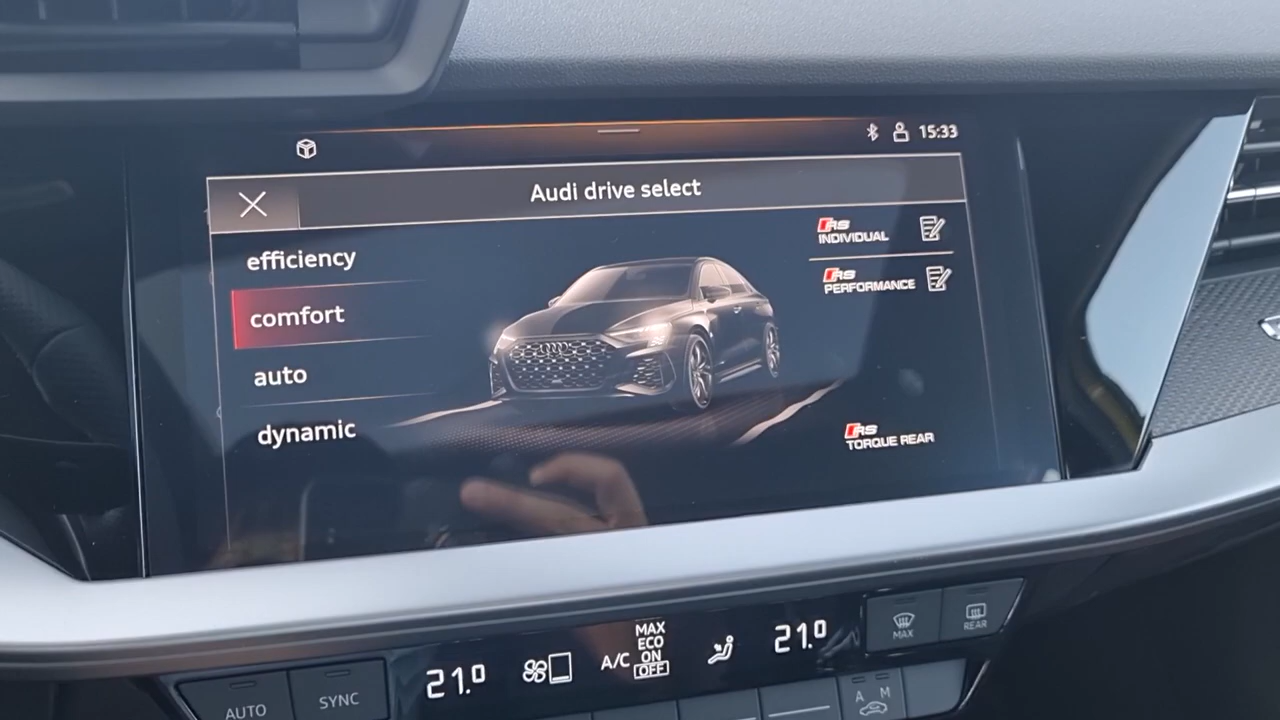 15:33
Audi drive select
efficiency
comfort
auto
dynamic
RS
INDIVIDUAL
RS
PERFORMANCE
RS
TORQUE REAR
21.0
A/C
MAX
ECO
ON
OFF
21.0
MAX
REAR
AUTO
SYNC
A M